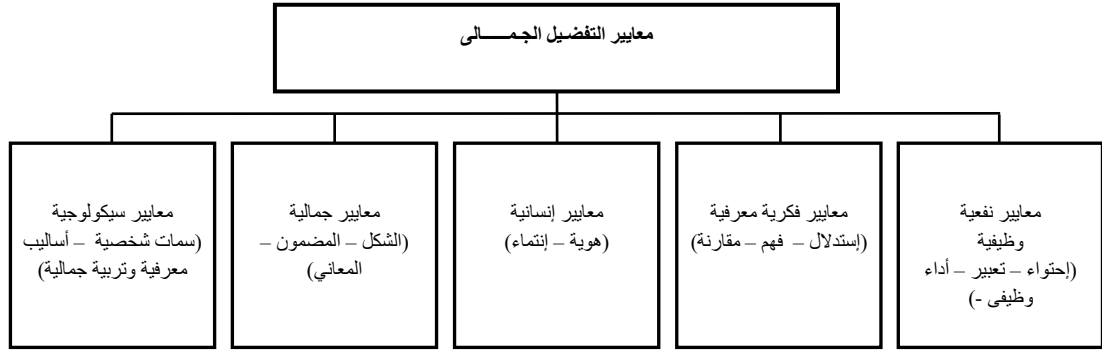 معايير التفضيل الجمـــــالى
معايير نفعية
وظيفية
(إحتواء – تعبير – أداء
وظيفى -)
معايير فكرية معرفية
(إستدلال – فهم – مقارنة)
معايير إنسانية
(هوية – إنتماء)
معايير جمالية
(الشكل – المضمون –
المعاني)
معايير سيكولوجية
(سمات شخصية – أساليب
معرفية وتربية جمالية)